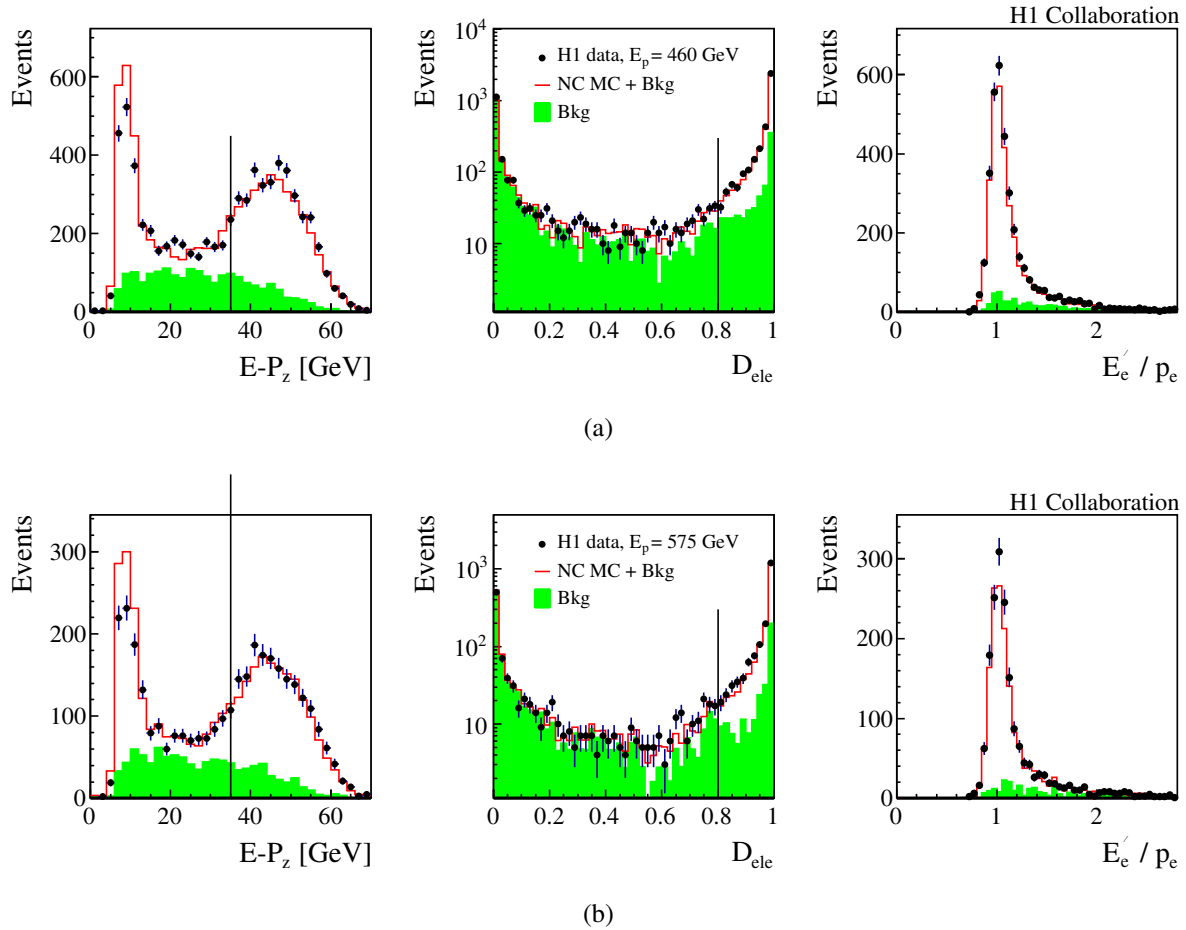 H1 Collaboration
Events
600
400
200
0
0 20 40 60
E-P_z [GeV]
Events
10^4
10^3
10^2
10
H1 data, E_p = 460 GeV
NC MC + Bkg
Bkg
0 0.2 0.4 0.6 0.8 1
D_ele
Events
600
400
200
0
0 1 2
E_e′ / p_e
(a)
H1 Collaboration
Events
300
200
100
0
0 20 40 60
E-P_z [GeV]
Events
10^3
10^2
10
H1 data, E_p = 575 GeV
NC MC + Bkg
Bkg
0 0.2 0.4 0.6 0.8 1
D_ele
Events
300
200
100
0
0 1 2
E_e′ / p_e
(b)